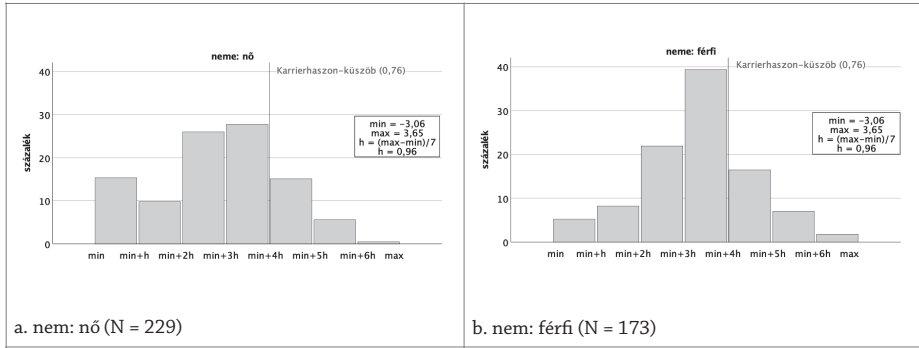 neme: nő
Karrierhaszon-küszöb (0,76)
40
30
20
10
0
százalék
min = –3,06
max = 3,65
h = (max–min)/7
h = 0,96
min min+h min+2h min+3h min+4h min+5h min+6h max
a. nem: nő (N = 229)
neme: férfi
Karrierhaszon-küszöb (0,76)
40
30
20
10
0
százalék
min = –3,06
max = 3,65
h = (max–min)/7
h = 0,96
min min+h min+2h min+3h min+4h min+5h min+6h max
b. nem: férfi (N = 173)